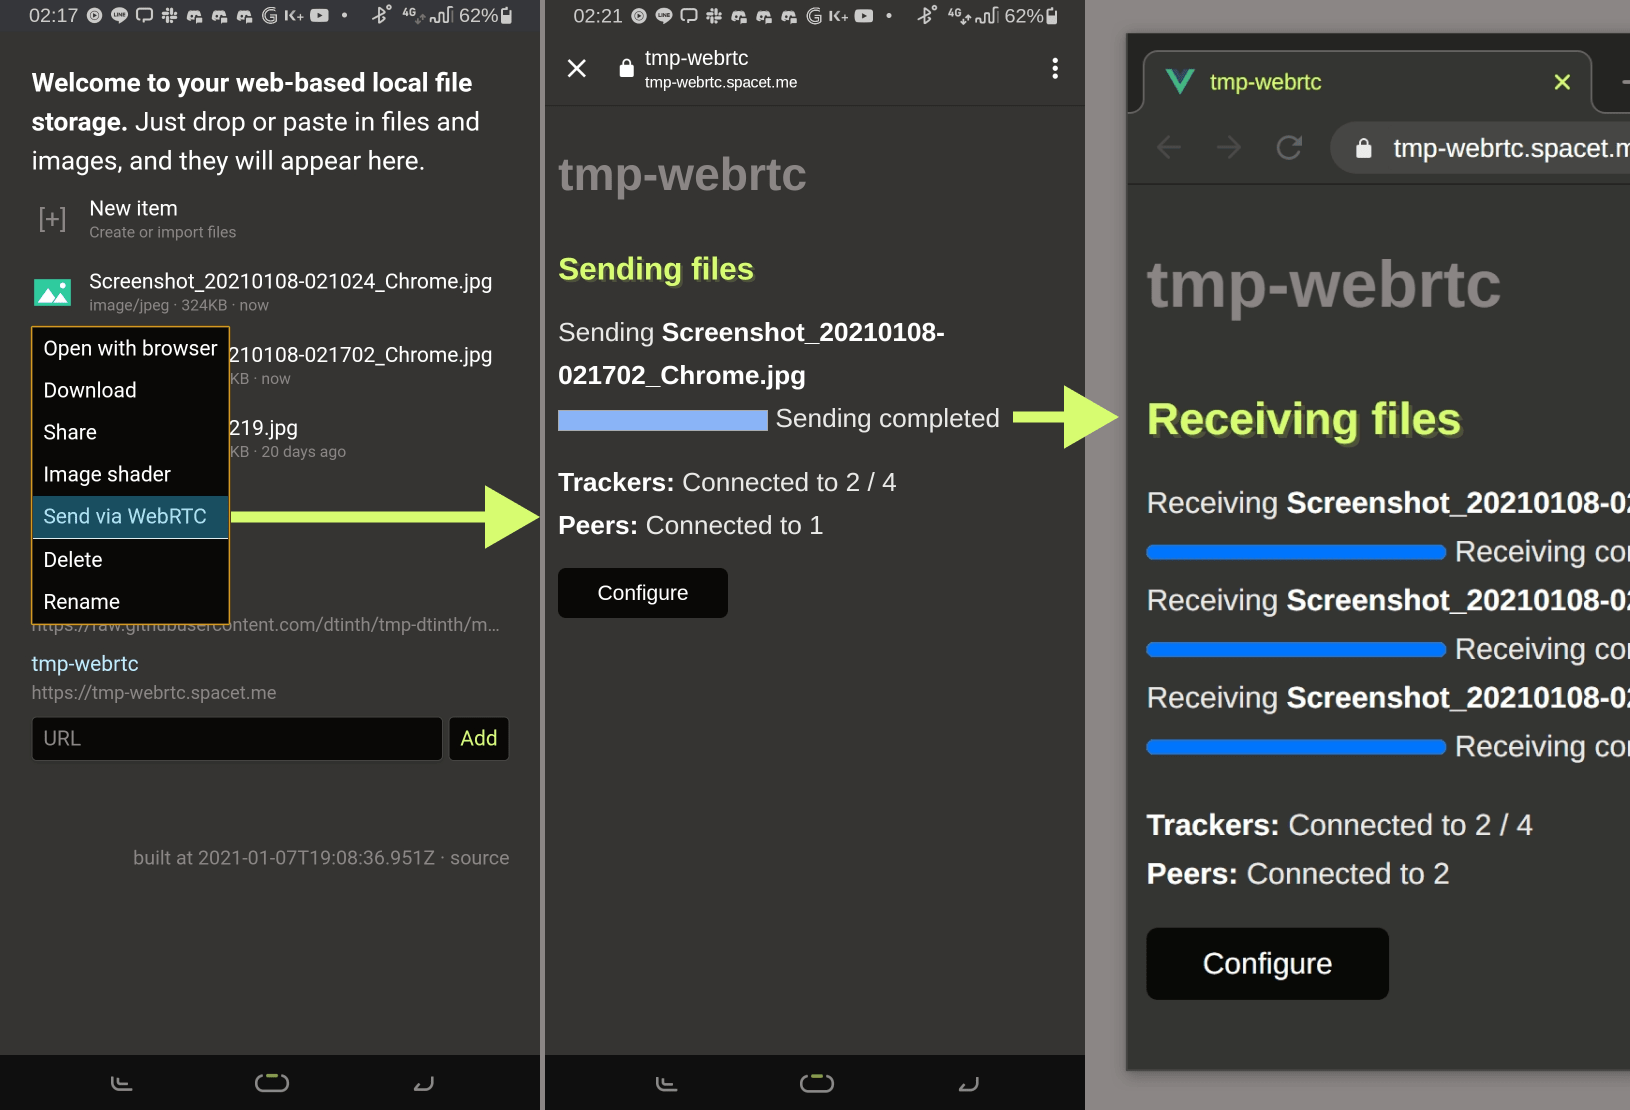 02:17
62%
Welcome to your web-based local file
storage. Just drop or paste in files and
images, and they will appear here.
[+]
New item
Create or import files
Screenshot_20210108-021024_Chrome.jpg
image/jpeg · 324KB · now
210108-021702_Chrome.jpg
KB · now
219.jpg
KB · 20 days ago
Open with browser
Download
Share
Image shader
Send via WebRTC
Delete
Rename
https://raw.githubusercontent.com/dtinth/tmp-dtinth/m...
tmp-webrtc
https://tmp-webrtc.spacet.me
URL
Add
built at 2021-01-07T19:08:36.951Z · source
02:21
62%
tmp-webrtc
tmp-webrtc.spacet.me
tmp-webrtc
Sending files
Sending Screenshot_20210108-
021702_Chrome.jpg
Sending completed
Trackers: Connected to 2 / 4
Peers: Connected to 1
Configure
tmp-webrtc
tmp-webrtc.spacet.m
tmp-webrtc
Receiving files
Receiving Screenshot_20210108-02
Receiving co
Receiving Screenshot_20210108-02
Receiving co
Receiving Screenshot_20210108-02
Receiving co
Trackers: Connected to 2 / 4
Peers: Connected to 2
Configure